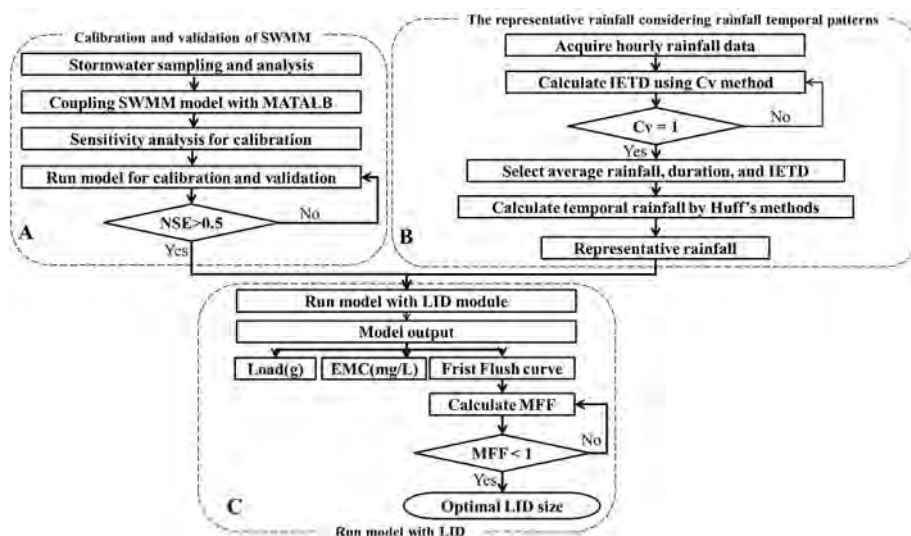 Calibration and validation of SWMM
Stormwater sampling and analysis
Coupling SWMM model with MATALB
Sensitivity analysis for calibration
Run model for calibration and validation
NSE>0.5
No
Yes
A
The representative rainfall considering rainfall temporal patterns
Acquire hourly rainfall data
Calculate IETD using Cv method
Cv = 1
No
Yes
Select average rainfall, duration, and IETD
Calculate temporal rainfall by Huff's methods
Representative rainfall
B
Run model with LID module
Model output
Load(g)
EMC(mg/L)
Frist Flush curve
Calculate MFF
MFF < 1
No
Yes
Optimal LID size
C
Run model with LID